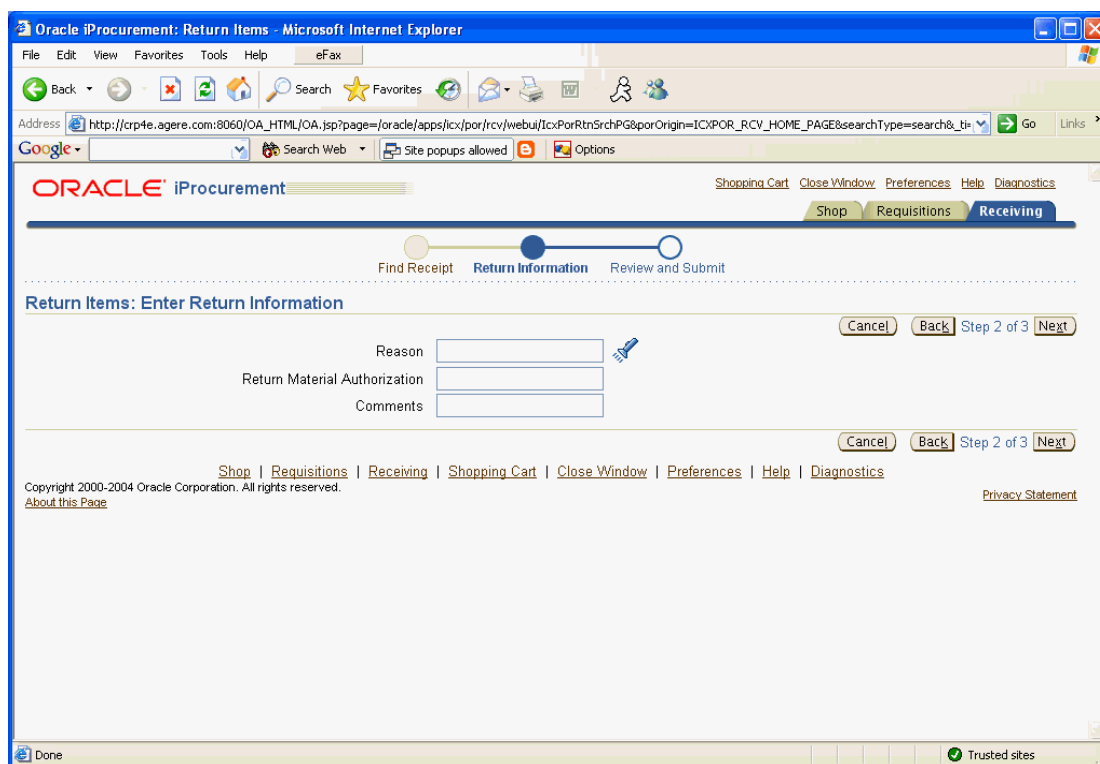 Oracle iProcurement: Return Items - Microsoft Internet Explorer
File Edit View Favorites Tools Help eFax
Back Search Favorites
Address http://crp4e.agere.com:8060/OA_HTML/OA.jsp?page=/oracle/apps/icx/por/rcv/webui/IcxPorRtnSrchPG&porOrigin=ICXPOR_RCV_HOME_PAGE&searchType=search&_ti= Go Links »
Google Search Web Site popups allowed Options
ORACLE iProcurement Shopping Cart Close Window Preferences Help Diagnostics
Shop Requisitions Receiving
Find Receipt Return Information Review and Submit
Return Items: Enter Return Information
Cancel Back Step 2 of 3 Next
Reason
Return Material Authorization
Comments
Cancel Back Step 2 of 3 Next
Shop | Requisitions | Receiving | Shopping Cart | Close Window | Preferences | Help | Diagnostics
Copyright 2000-2004 Oracle Corporation. All rights reserved.
About this Page Privacy Statement
Done Trusted sites